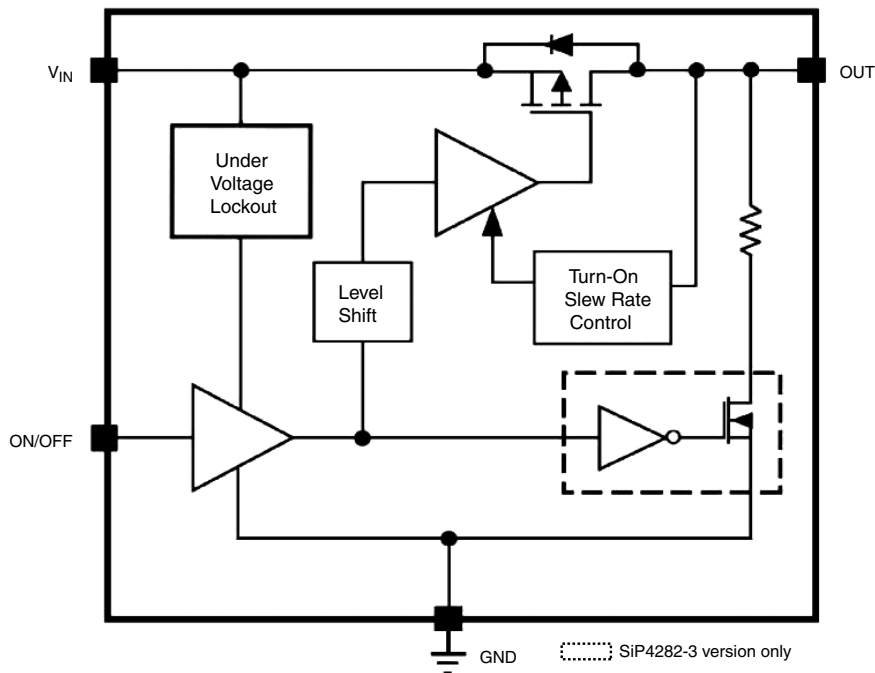 V_IN
OUT
Under
Voltage
Lockout
Level
Shift
Turn-On
Slew Rate
Control
ON/OFF
GND
SiP4282-3 version only